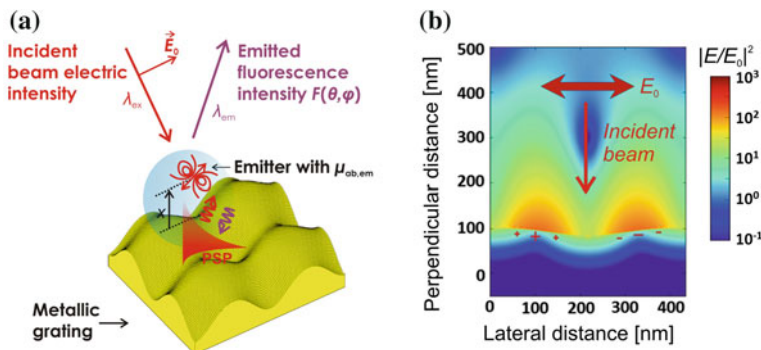 (a)
Incident
beam electric
intensity
E⃗₀
λex
Emitted
fluorescence
intensity F(θ,φ)
λem
Emitter with μab,em
x
PSP
Metallic
grating
(b)
|E/E₀|²
Perpendicular distance [nm]
500
400
300
200
100
0
E₀
Incident
beam
+ + +
- - -
0 100 200 300 400
Lateral distance [nm]
10³
10²
10¹
10⁰
10⁻¹